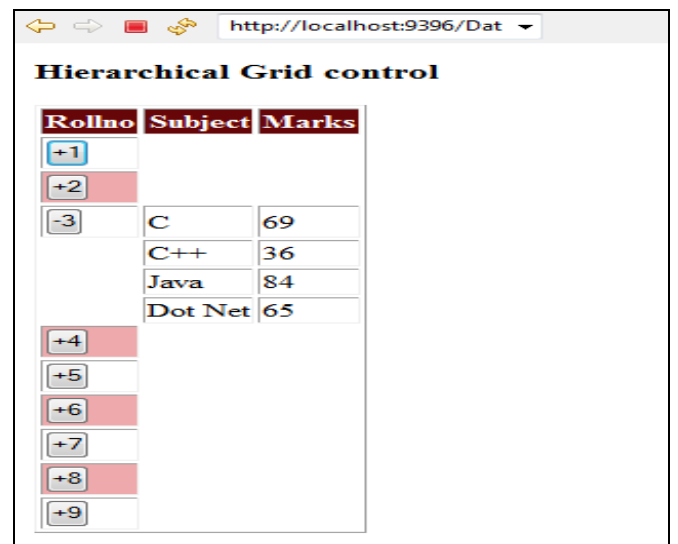 http://localhost:9396/Dat
Hierarchical Grid control
Rollno Subject Marks
+1
+2
-3 C 69
C++ 36
Java 84
Dot Net 65
+4
+5
+6
+7
+8
+9